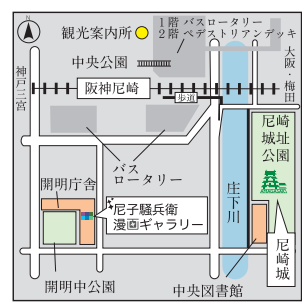 1階 バスロータリー
2階 ペデストリアンデッキ
観光案内所
中央公園
大阪・梅田
神戸三宮
阪神尼崎
歩道
尼崎
城址
公園
バス
ロータリー
開明庁舎
庄下川
尼子騒兵衛
漫画ギャラリー
尼崎城
開明中公園
中央図書館